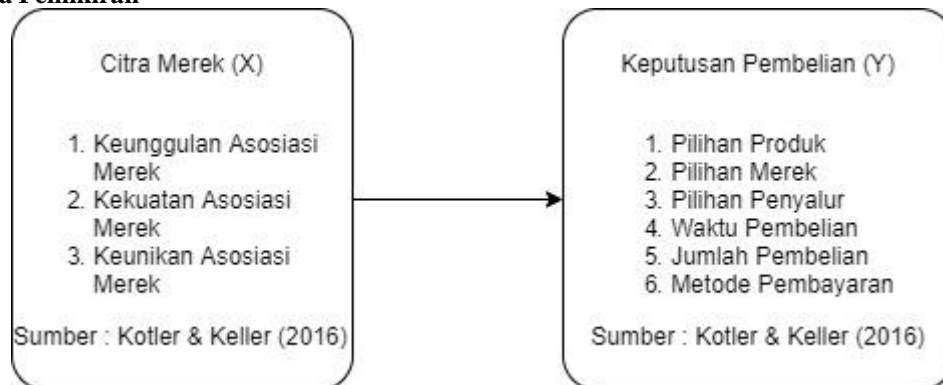 Citra Merek (X)
1. Keunggulan Asosiasi
Merek
2. Kekuatan Asosiasi
Merek
3. Keunikan Asosiasi
Merek
Sumber : Kotler & Keller (2016)
Keputusan Pembelian (Y)
1. Pilihan Produk
2. Pilihan Merek
3. Pilihan Penyalur
4. Waktu Pembelian
5. Jumlah Pembelian
6. Metode Pembayaran
Sumber : Kotler & Keller (2016)